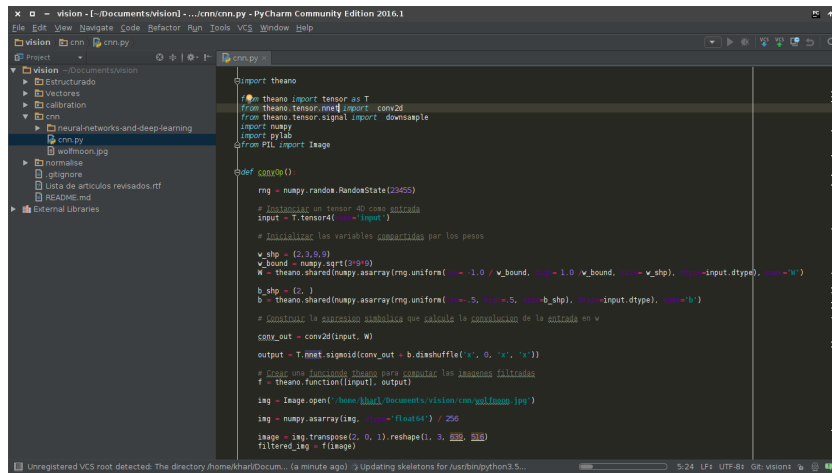 vision - [~/Documents/vision] - .../cnn/cnn.py - PyCharm Community Edition 2016.1
File Edit View Navigate Code Refactor Run Tools VCS Window Help
vision cnn cnn.py
Project
cnn.py
vision ~/Documents/vision
Estructurado
Vectores
calibration
cnn
neural-networks-and-deep-learning
cnn.py
wolfmoon.jpg
normalise
.gitignore
Lista de articulos revisados.rtf
README.md
External Libraries
import theano
from theano import tensor as T
from theano.tensor.nnet import conv2d
from theano.tensor.signal import downsample
import numpy
import pylab
from PIL import Image
def convOp():
rng = numpy.random.RandomState(23455)
# Instanciar un tensor 4D como entrada
input = T.tensor4(name='input')
# Inicializar las variables compartidas par los pesos
w_shp = (2,3,9,9)
w_bound = numpy.sqrt(3*9*9)
W = theano.shared(numpy.asarray(rng.uniform( -1.0 / w_bound, 1.0 /w_bound, w_shp), =input.dtype), ='W')
b_shp = (2, )
b = theano.shared(numpy.asarray(rng.uniform( =-.5, =.5, =b_shp), =input.dtype), ='b')
# Construir la expresion simbolica que calcule la convolucion de la entrada en w
conv_out = conv2d(input, W)
output = T.nnet.sigmoid(conv_out + b.dimshuffle('x', 0, 'x', 'x'))
# Crear una funcionde theano para computar las imagenes filtradas
f = theano.function([input], output)
img = Image.open('/home/kharl/Documents/vision/cnn/wolfmoon.jpg')
img = numpy.asarray(img, ='float64') / 256
image = img.transpose(2, 0, 1).reshape(1, 3, 639, 516)
filtered_img = f(image)
Unregistered VCS root detected: The directory /home/kharl/Docum... (a minute ago) Updating skeletons for /usr/bin/python3.5... 5:24 LF÷ UTF-8÷ Git: vision÷